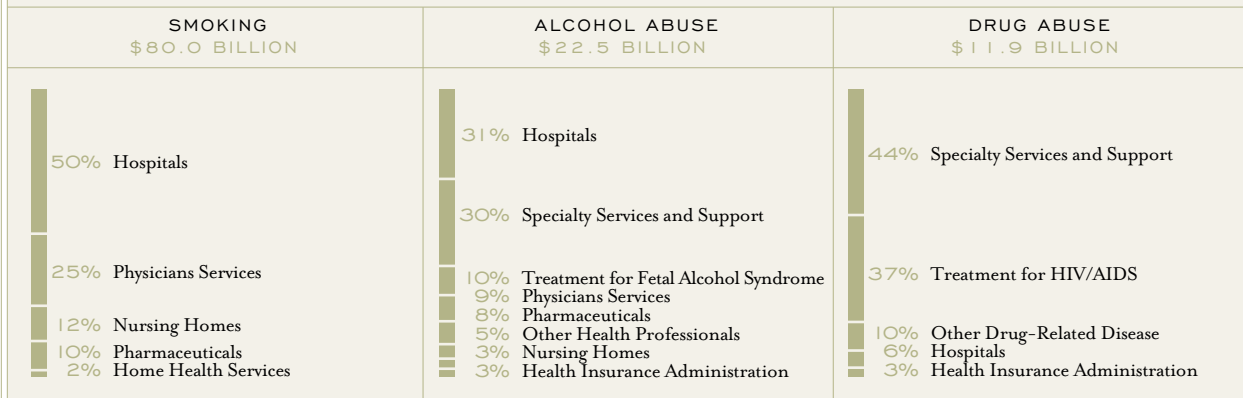 SMOKING
$80.0 BILLION
50% Hospitals
25% Physicians Services
12% Nursing Homes
10% Pharmaceuticals
2% Home Health Services
ALCOHOL ABUSE
$22.5 BILLION
31% Hospitals
30% Specialty Services and Support
10% Treatment for Fetal Alcohol Syndrome
9% Physicians Services
8% Pharmaceuticals
5% Other Health Professionals
3% Nursing Homes
3% Health Insurance Administration
DRUG ABUSE
$11.9 BILLION
44% Specialty Services and Support
37% Treatment for HIV/AIDS
10% Other Drug-Related Disease
6% Hospitals
3% Health Insurance Administration